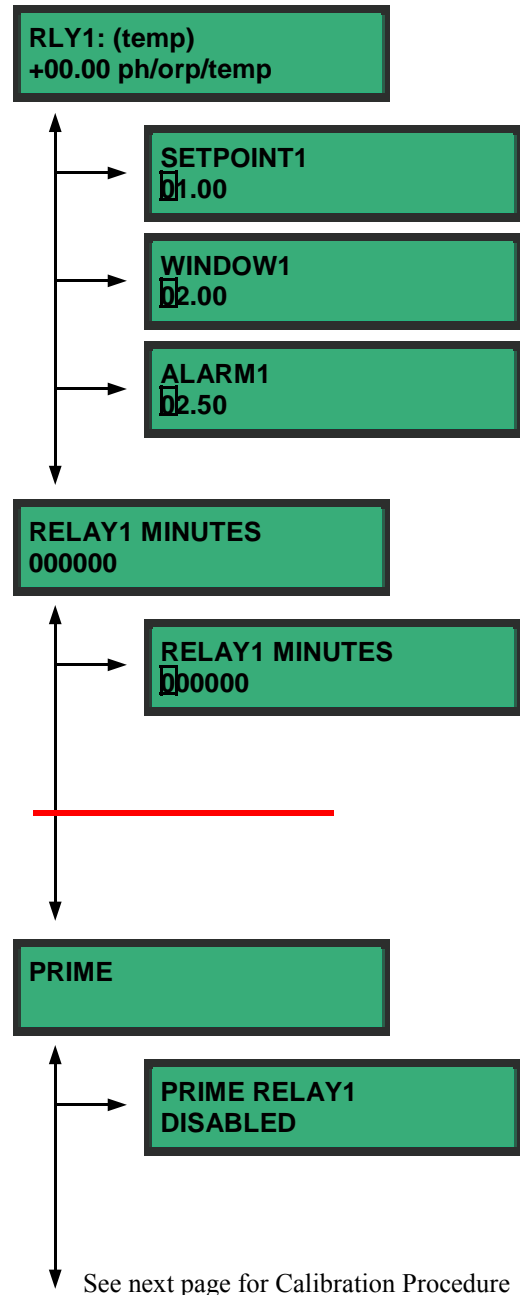 RLY1: (temp)
+00.00 ph/orp/temp
SETPOINT1
01.00
WINDOW1
02.00
ALARM1
02.50
RELAY1 MINUTES
000000
RELAY1 MINUTES
000000
PRIME
PRIME RELAY1
DISABLED
See next page for Calibration Procedure